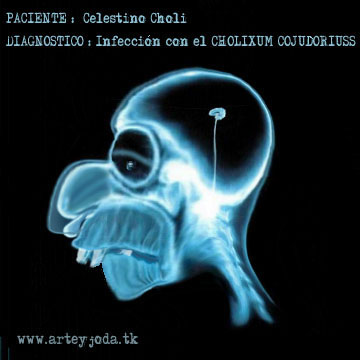 PACIENTE : Celestino Choli
DIAGNOSTICO : Infección con el CHOLIXUM COJUDORIUSS
www.arteyjoda.tk